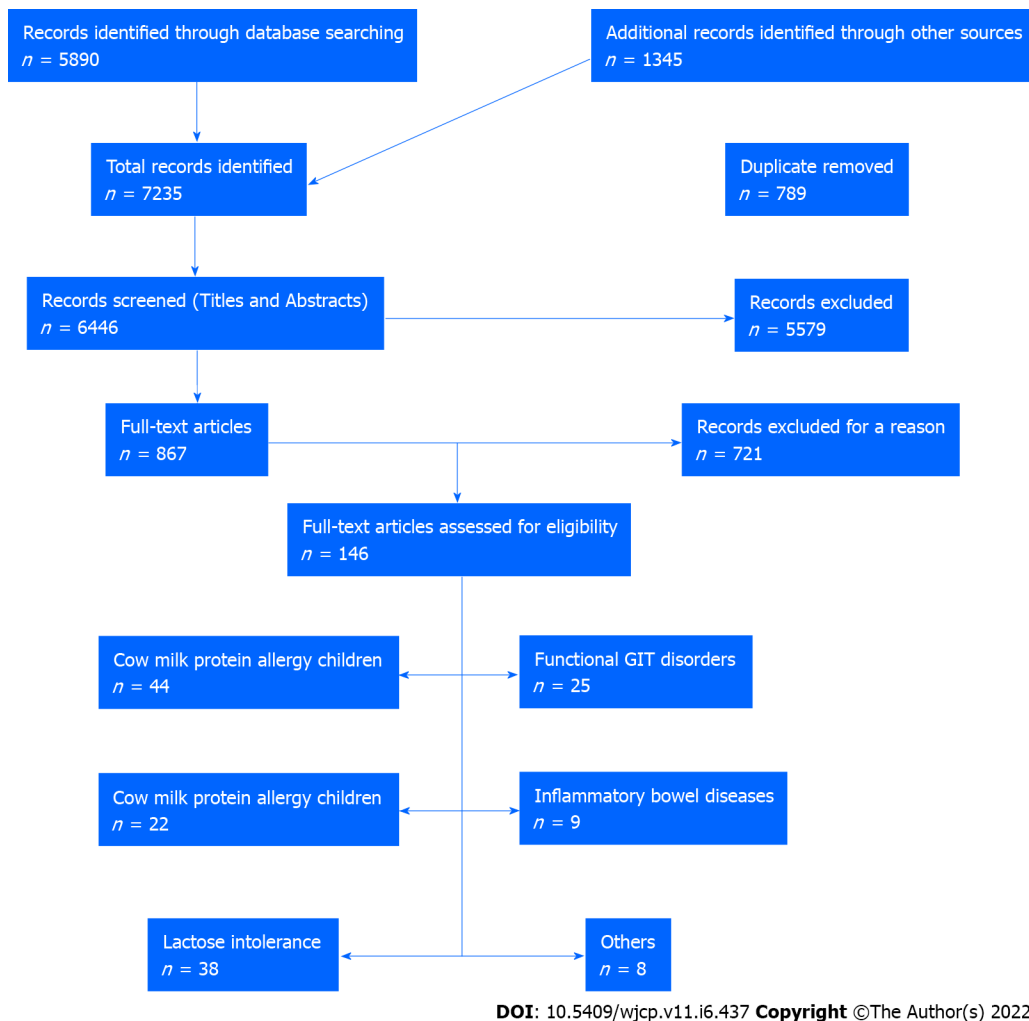 Records identified through database searching
n = 5890
Additional records identified through other sources
n = 1345
Total records identified
n = 7235
Duplicate removed
n = 789
Records screened (Titles and Abstracts)
n = 6446
Records excluded
n = 5579
Full-text articles
n = 867
Records excluded for a reason
n = 721
Full-text articles assessed for eligibility
n = 146
Cow milk protein allergy children
n = 44
Functional GIT disorders
n = 25
Cow milk protein allergy children
n = 22
Inflammatory bowel diseases
n = 9
Lactose intolerance
n = 38
Others
n = 8
DOI: 10.5409/wjcp.v11.i6.437 Copyright ©The Author(s) 2022